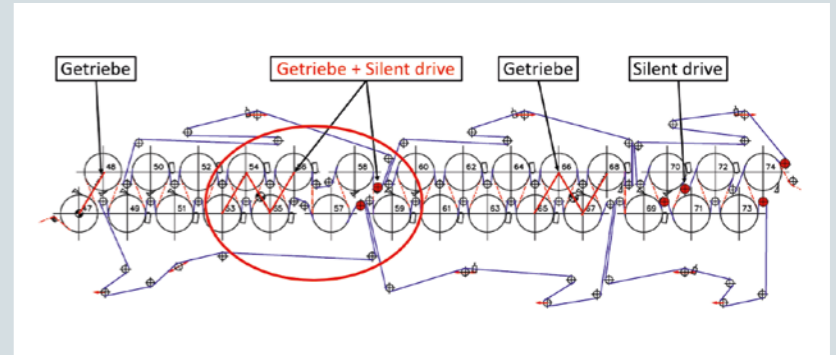 Getriebe
Getriebe + Silent drive
Getriebe
Silent drive
48 50 52 54 56 58 60 62 64 66 68 70 72 74
47 49 51 53 55 57 59 61 63 65 67 69 71 73